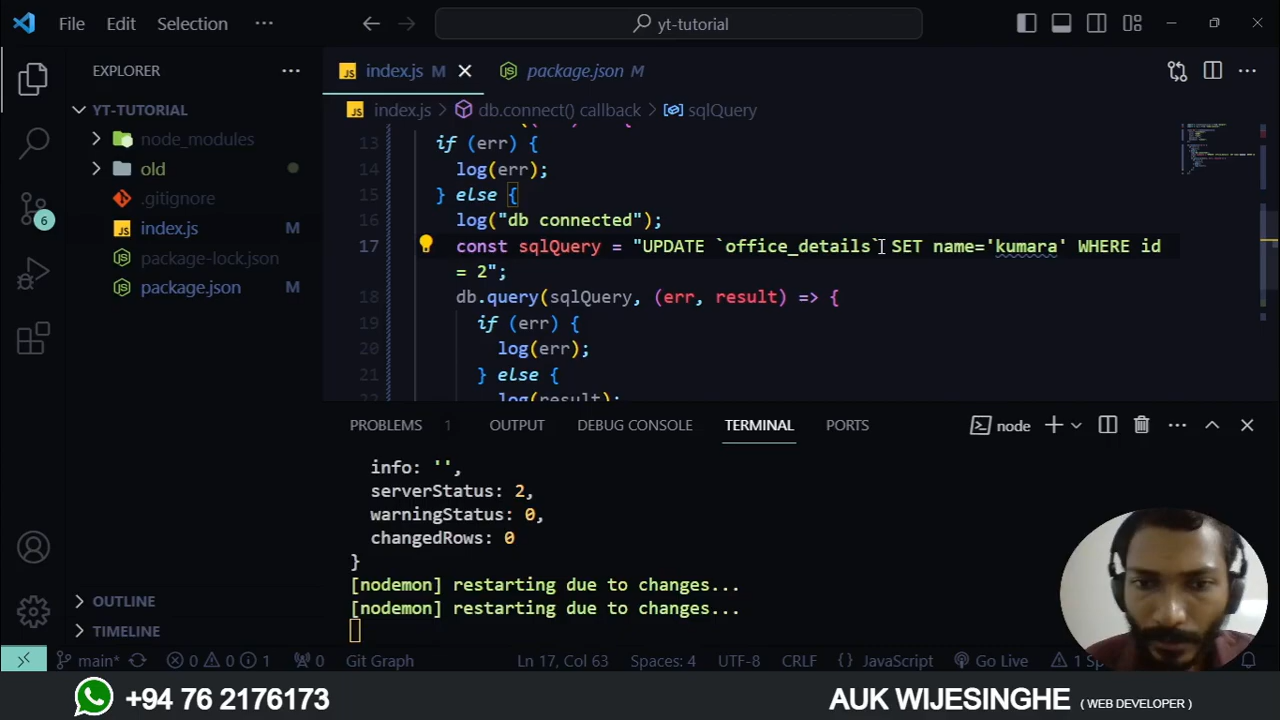 File Edit Selection ··· yt-tutorial
EXPLORER ···
YT-TUTORIAL
node_modules
old
.gitignore
index.js M
package-lock.json
package.json M
OUTLINE
TIMELINE
6
JS index.js M
package.json M
JS index.js > db.connect() callback > sqlQuery
13 if (err) {
14 log(err);
15 } else {
16 log("db connected");
17 const sqlQuery = "UPDATE `office_details` SET name='kumara' WHERE id
= 2";
18 db.query(sqlQuery, (err, result) => {
19 if (err) {
20 log(err);
21 } else {
22 log(result);
PROBLEMS 1 OUTPUT DEBUG CONSOLE TERMINAL PORTS node
info: '',
serverStatus: 2,
warningStatus: 0,
changedRows: 0
}
[nodemon] restarting due to changes...
[nodemon] restarting due to changes...
main* 0 0 1 0 Git Graph Ln 17, Col 63 Spaces: 4 UTF-8 CRLF {} JavaScript Go Live
+94 76 2176173 AUK WIJESINGHE ( WEB DEVELOPER )